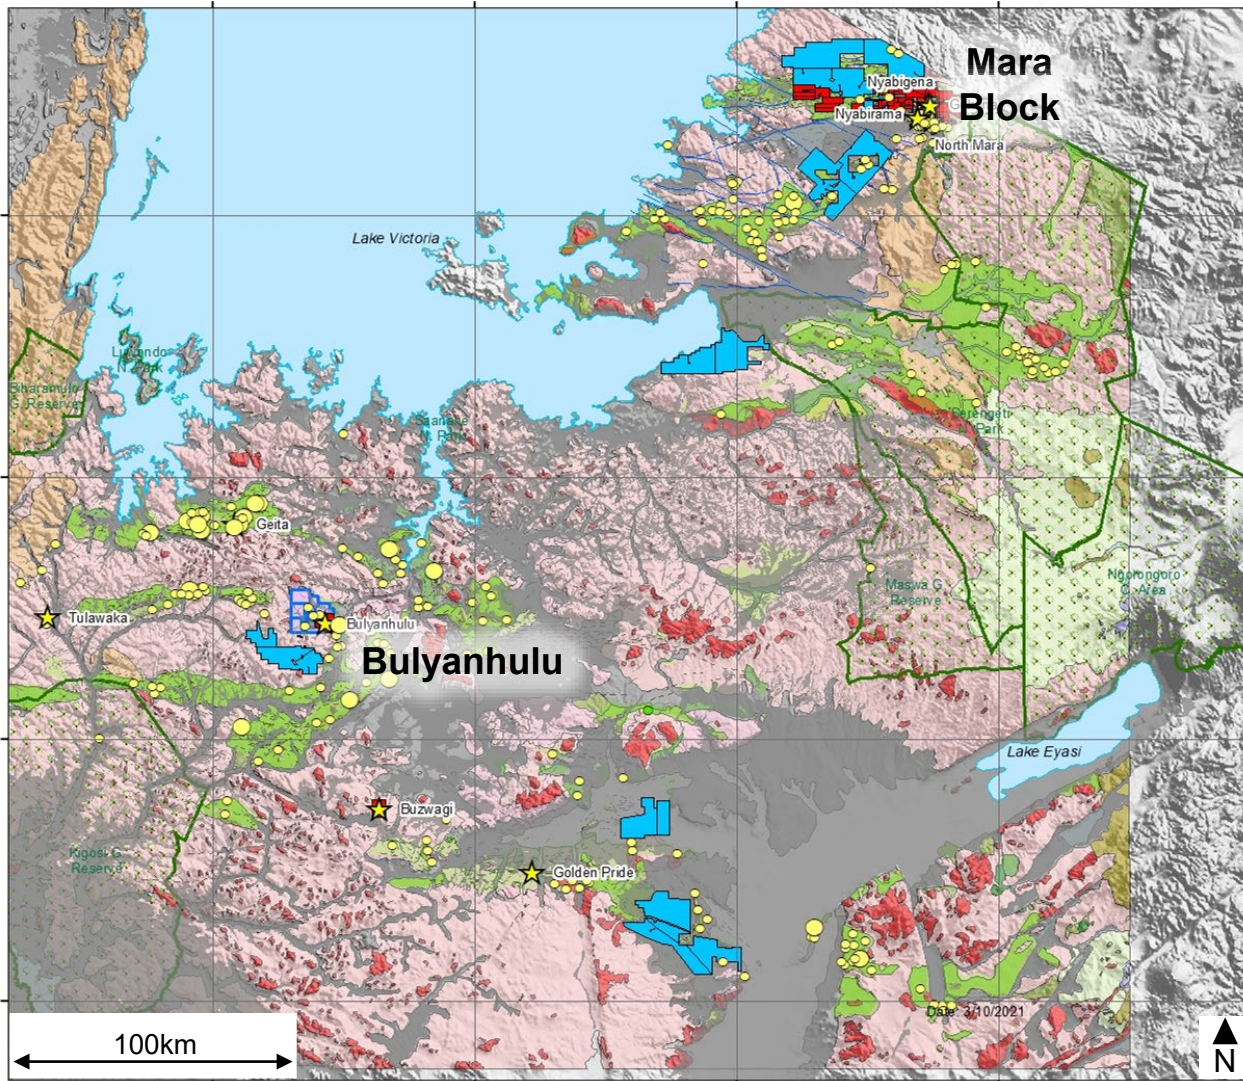 Mara
Block
Nyabigena
G
Nyabirama
North Mara
Lake Victoria
Luwondo
N. Park
Biharamulo
G. Reserve
Saanane
N. Park
Serengeti
Park
Geita
Maswa G.
Reserve
Ngorongoro
C. Area
Tulawaka
Bulyanhulu
Bulyanhulu
Lake Eyasi
Buzwagi
Kigosi G.
Reserve
Golden Pride
Date: 3/10/2021
100km
N